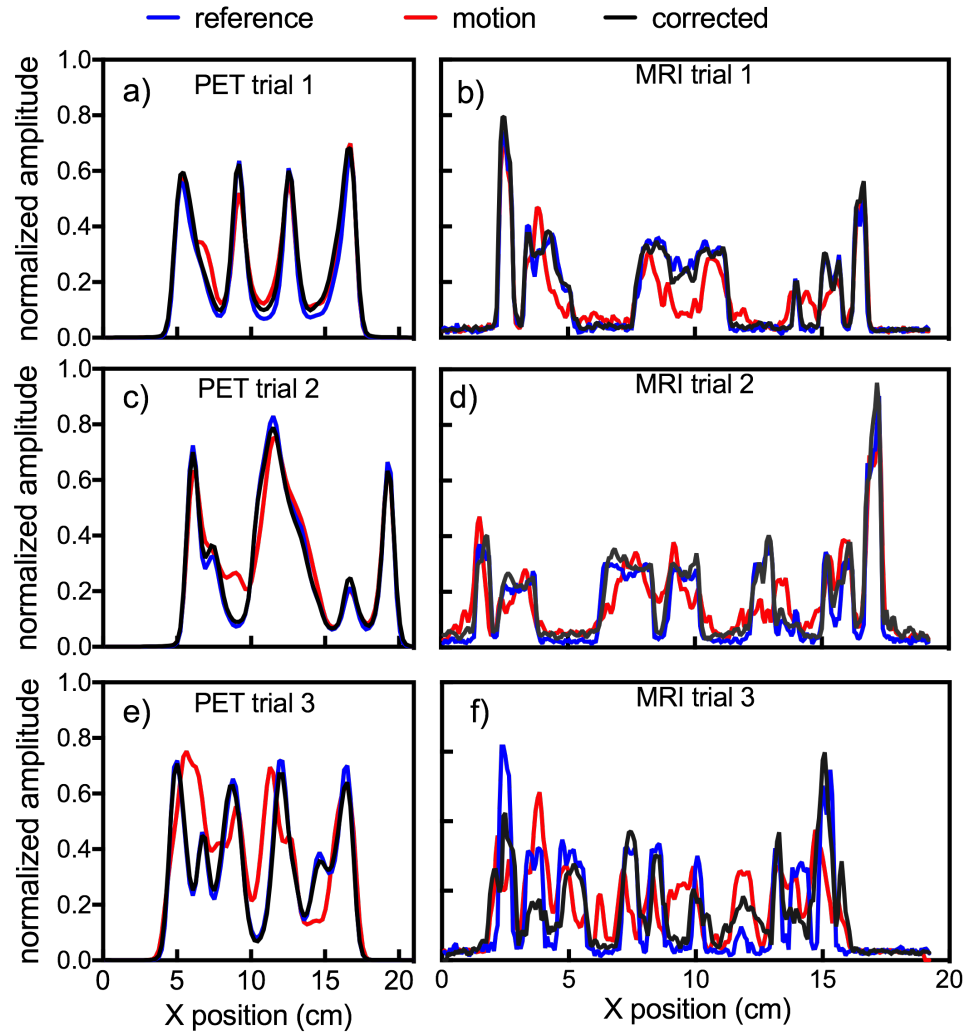 reference motion corrected
a) PET trial 1
b) MRI trial 1
normalized amplitude
1.0
0.8
0.6
0.4
0.2
0.0
5 10 15 20
0 5 10 15 20
c) PET trial 2
d) MRI trial 2
normalized amplitude
1.0
0.8
0.6
0.4
0.2
0.0
e) PET trial 3
f) MRI trial 3
normalized amplitude
1.0
0.8
0.6
0.4
0.2
0.0
X position (cm)
X position (cm)